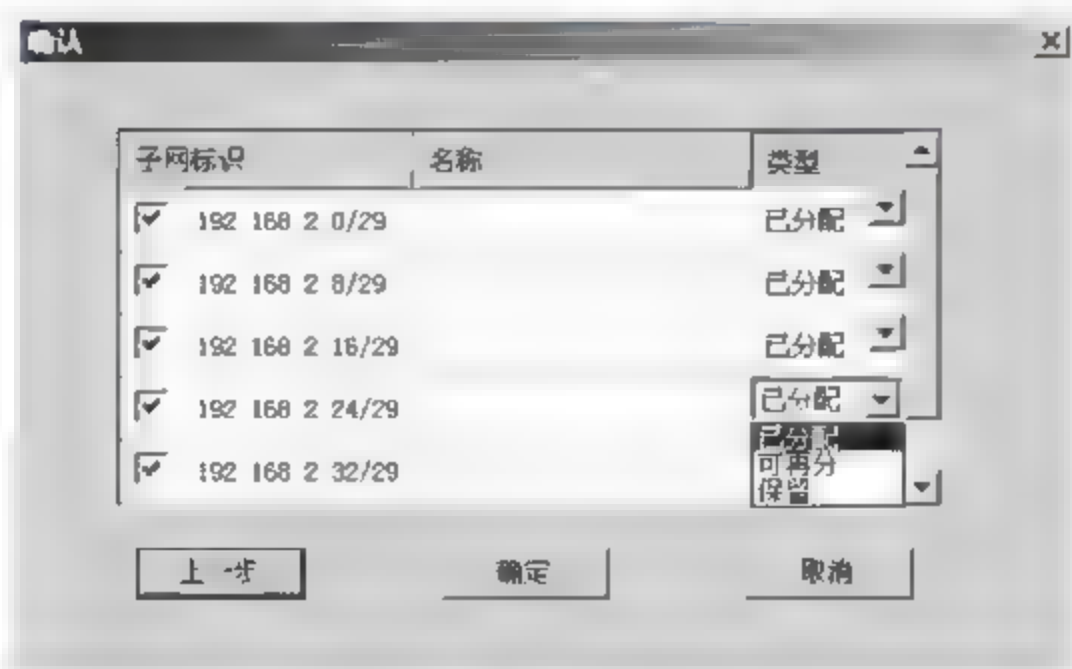 确认
子网标识 名称 类型
192 168 2 0/29 已分配
192 168 2 8/29 已分配
192 168 2 16/29 已分配
192 168 2 24/29 已分配
已分配
可再分
192 168 2 32/29
保留
上一步 确定 取消